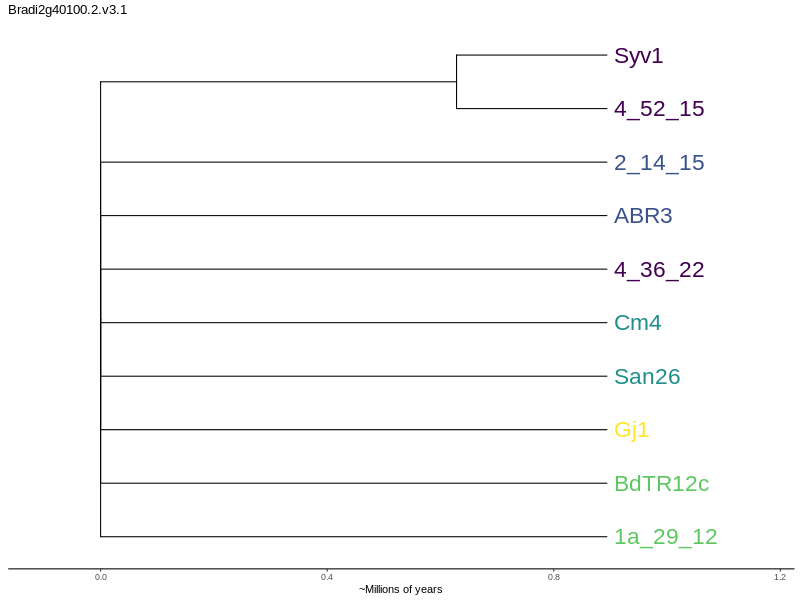 Bradi2g40100.2.v3.1
Syv1
4_52_15
2_14_15
ABR3
4_36_22
Cm4
San26
Gj1
BdTR12c
1a_29_12
0.0 0.4 0.8 1.2
~Millions of years